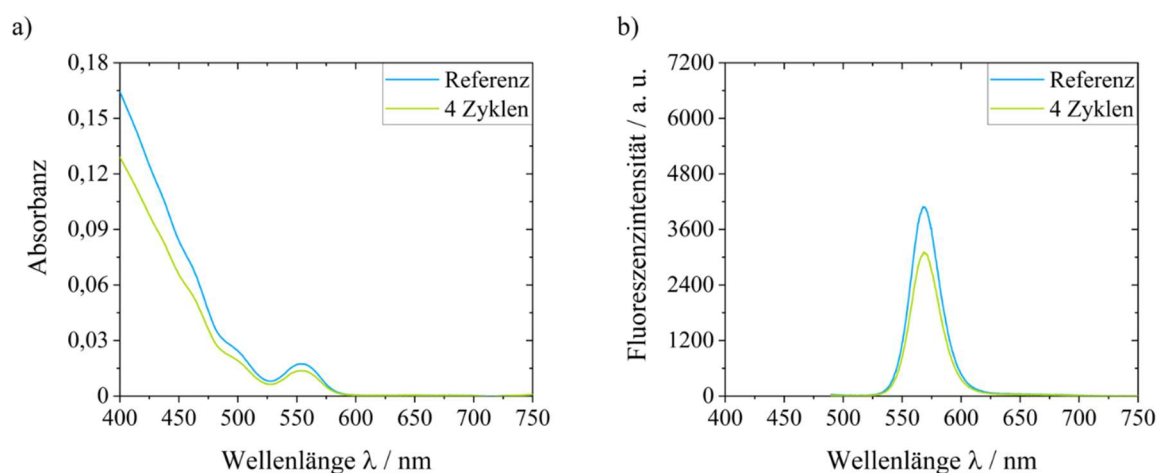 a)
Absorbanz
0,18
0,15
0,12
0,09
0,06
0,03
0
400 450 500 550 600 650 700 750
Wellenlänge λ / nm
Referenz
4 Zyklen
b)
Fluoreszenzintensität / a. u.
7200
6000
4800
3600
2400
1200
0
400 450 500 550 600 650 700 750
Wellenlänge λ / nm
Referenz
4 Zyklen